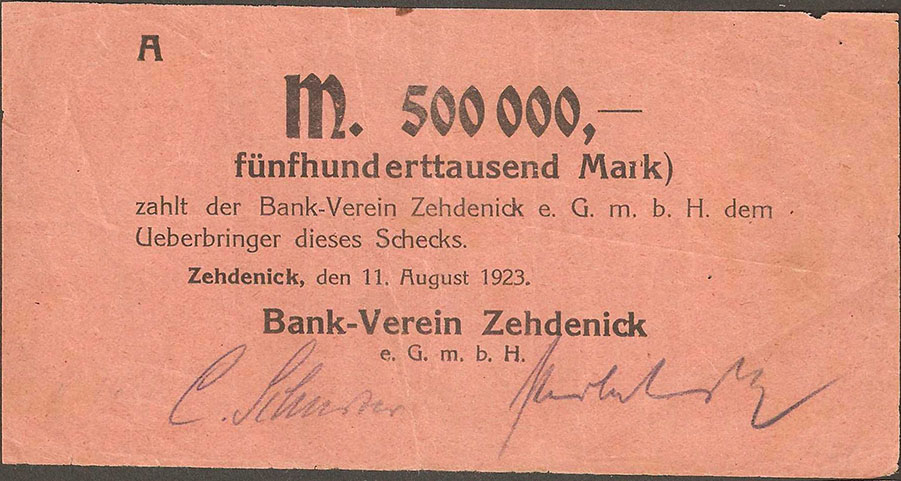 A
M. 500 000,—
fünfhunderttausend Mark)
zahlt der Bank-Verein Zehdenick e. G. m. b. H. dem
Ueberbringer dieses Schecks.
Zehdenick, den 11. August 1923.
Bank-Verein Zehdenick
e. G. m. b. H.
C.